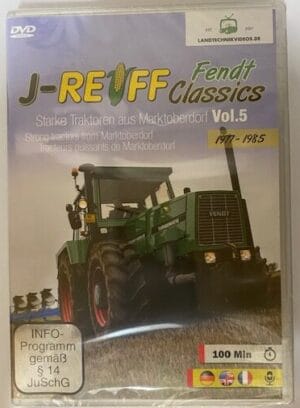 DVD
LANDTECHNIKVIDEOS.DE
J-REIFF
Fendt
Classics
Starke Traktoren aus Marktoberdorf Vol.5
Strong tractors from Marktoberdorf
Tracteurs puissants de Marktoberdorf
1977-1985
FENDT
INFO-
Programm
gemäß
§ 14
JuSchG
100 Min